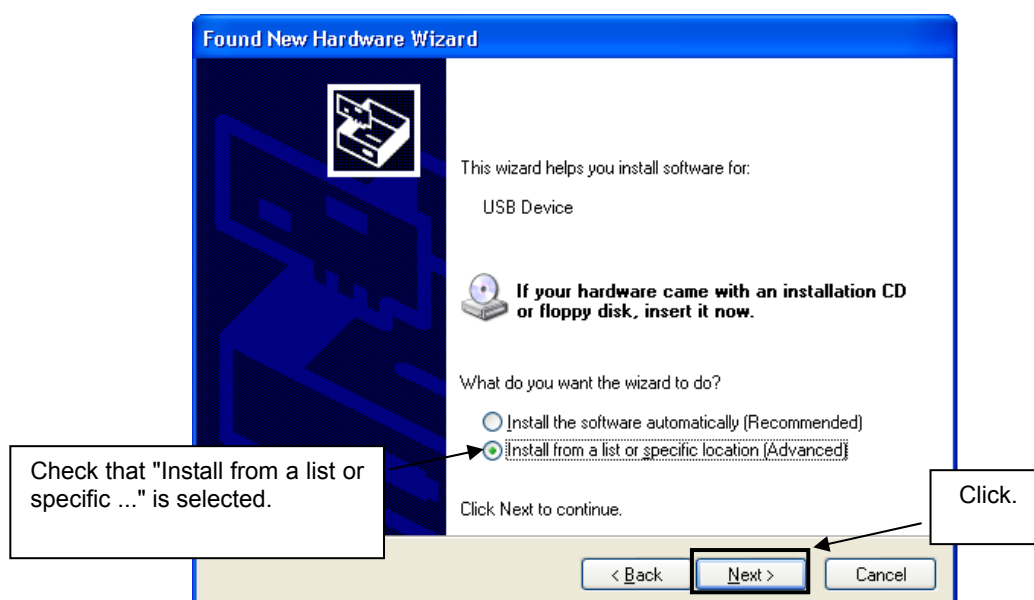 Found New Hardware Wizard
This wizard helps you install software for:
USB Device
If your hardware came with an installation CD
or floppy disk, insert it now.
What do you want the wizard to do?
Install the software automatically (Recommended)
Install from a list or specific location (Advanced)
Check that "Install from a list or
specific ..." is selected.
Click Next to continue.
Click.
< Back
Next >
Cancel